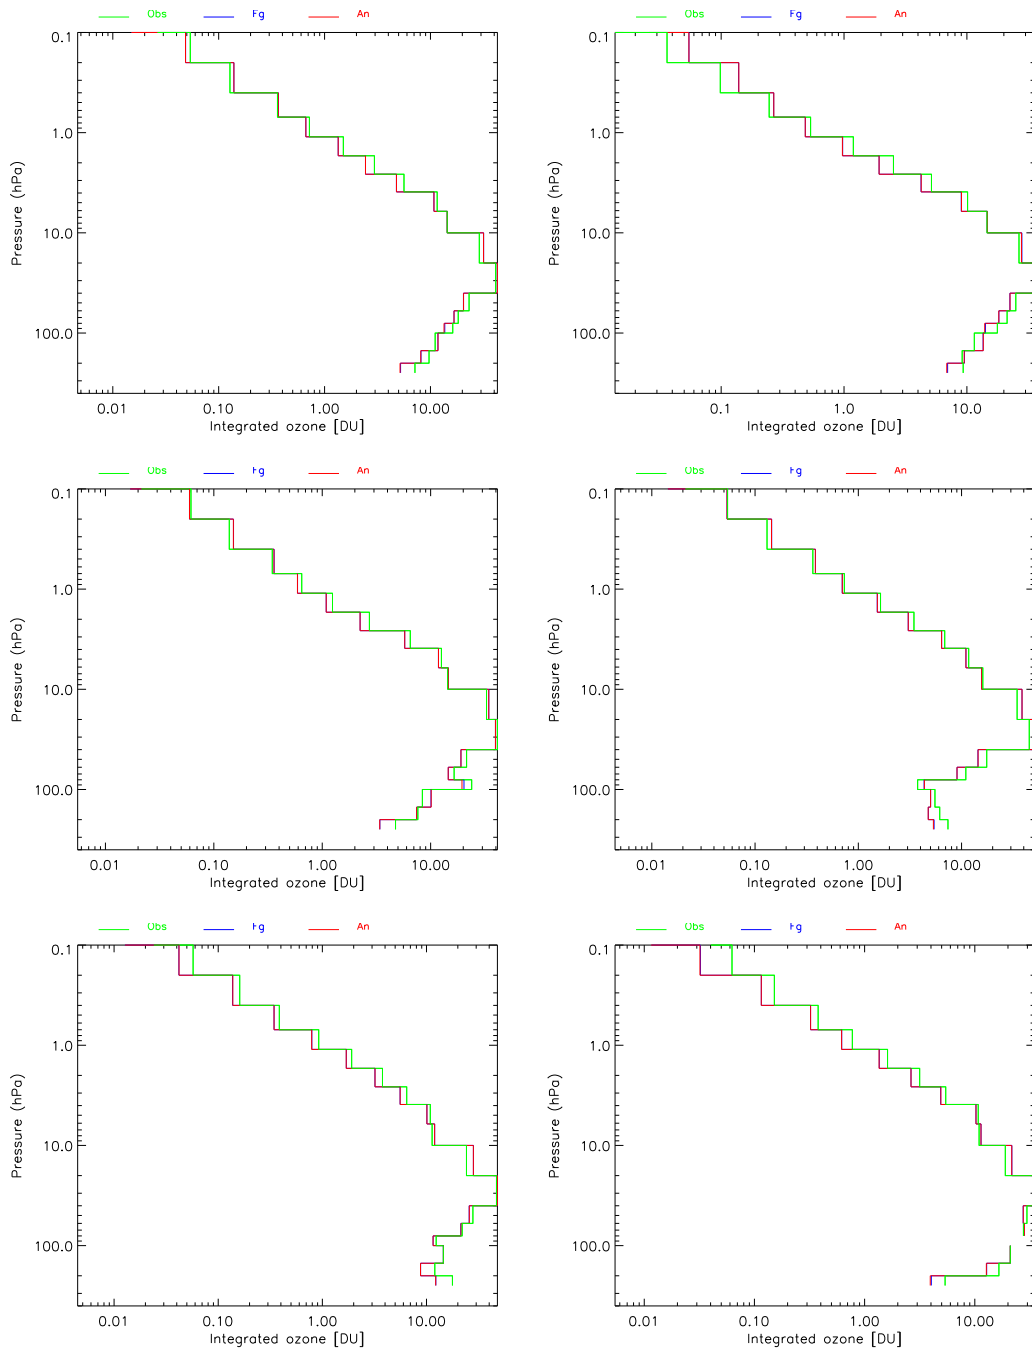 Obs Fg An
0.1
1.0
10.0
100.0
Pressure (hPa)
0.01 0.10 1.00 10.00
Integrated ozone [DU]
Obs Fg An
0.1
1.0
10.0
100.0
Pressure (hPa)
0.1 1.0 10.0
Integrated ozone [DU]
Obs Fg An
0.1
1.0
10.0
100.0
Pressure (hPa)
0.01 0.10 1.00 10.00
Integrated ozone [DU]
Obs Fg An
0.1
1.0
10.0
100.0
Pressure (hPa)
0.01 0.10 1.00 10.00
Integrated ozone [DU]
Obs Fg An
0.1
1.0
10.0
100.0
Pressure (hPa)
0.01 0.10 1.00 10.00
Integrated ozone [DU]
Obs Fg An
0.1
1.0
10.0
100.0
Pressure (hPa)
0.01 0.10 1.00 10.00
Integrated ozone [DU]